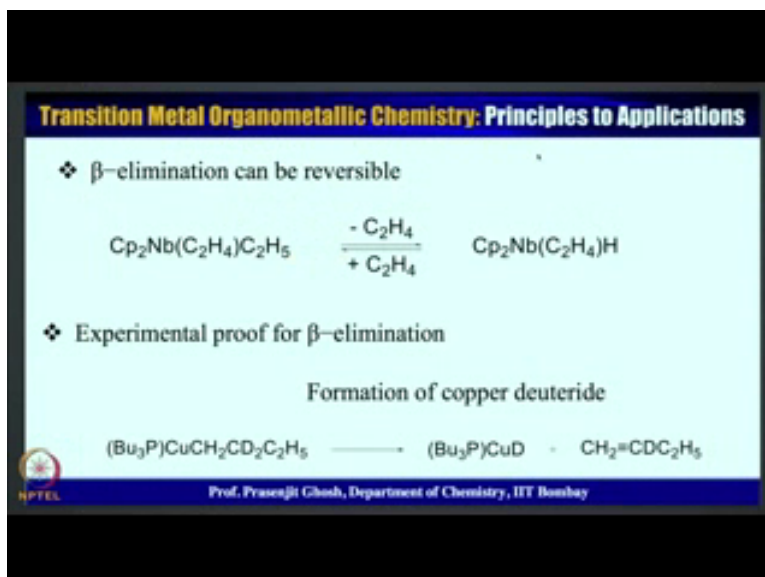 Transition Metal Organometallic Chemistry: Principles to Applications
❖ β−elimination can be reversible
- C₂H₄
Cp₂Nb(C₂H₄)C₂H₅ Cp₂Nb(C₂H₄)H
+ C₂H₄
❖ Experimental proof for β−elimination
Formation of copper deuteride
(Bu₃P)CuCH₂CD₂C₂H₅ → (Bu₃P)CuD · CH₂=CDC₂H₅
NPTEL
Prof. Prasenjit Ghosh, Department of Chemistry, IIT Bombay